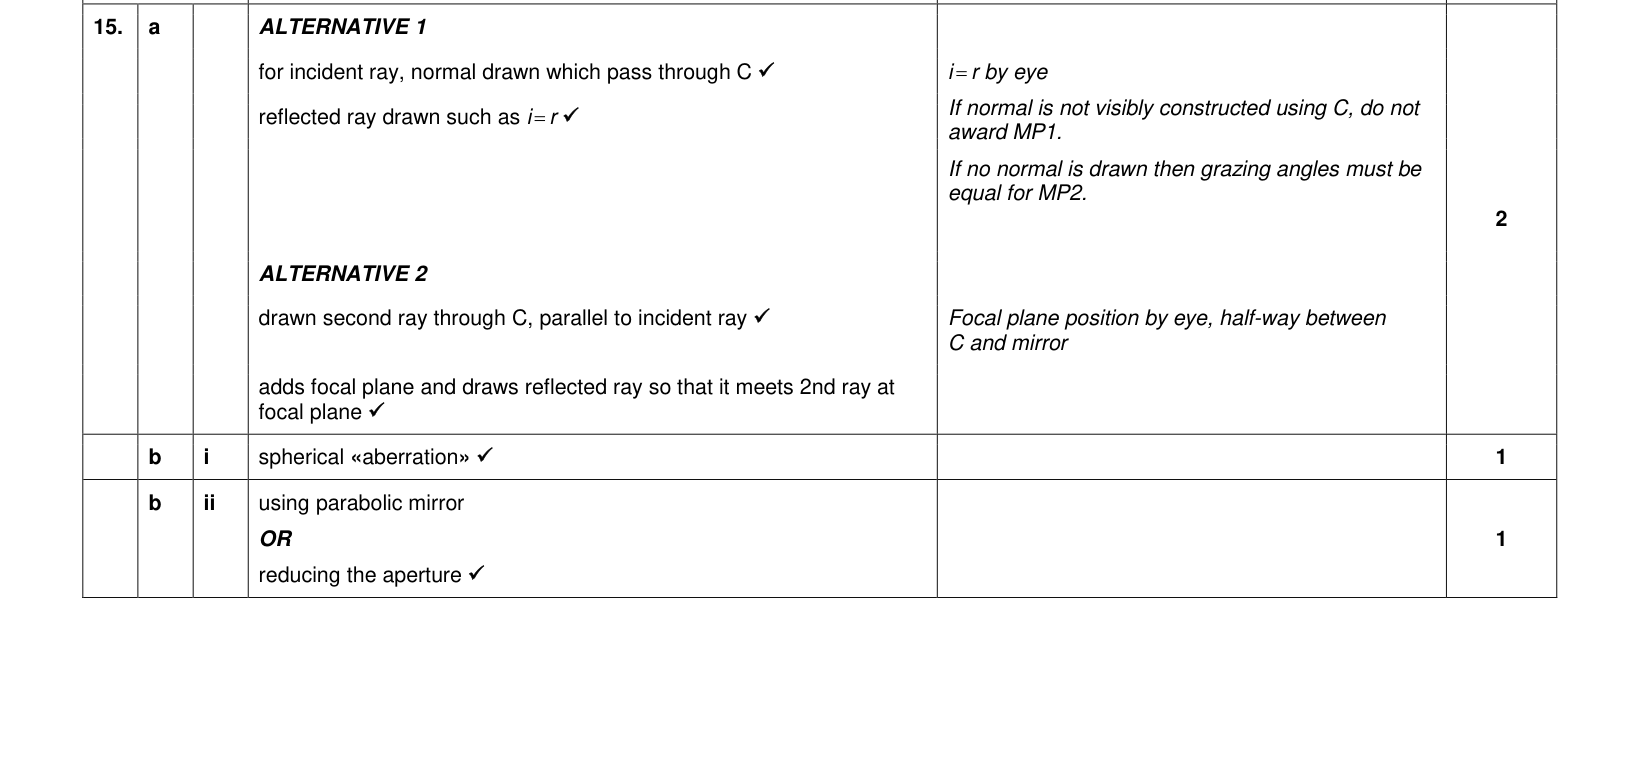 15. a ALTERNATIVE 1
for incident ray, normal drawn which pass through C ✓ i= r by eye
reflected ray drawn such as i= r ✓ If normal is not visibly constructed using C, do not
award MP1.
If no normal is drawn then grazing angles must be
equal for MP2.
2
ALTERNATIVE 2
drawn second ray through C, parallel to incident ray ✓ Focal plane position by eye, half-way between
C and mirror
adds focal plane and draws reflected ray so that it meets 2nd ray at
focal plane ✓
b i spherical «aberration» ✓ 1
b ii using parabolic mirror
OR 1
reducing the aperture ✓